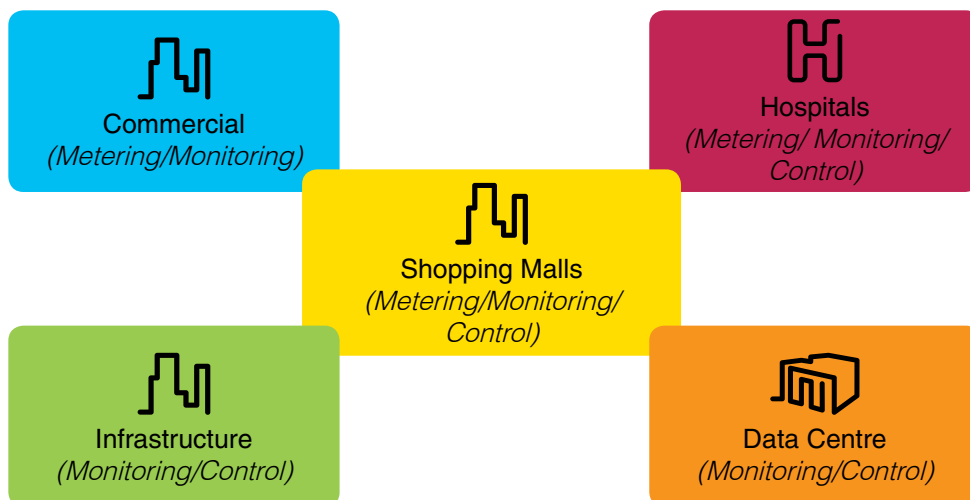 Commercial
(Metering/Monitoring)
Hospitals
(Metering/ Monitoring/
Control)
Shopping Malls
(Metering/Monitoring/
Control)
Infrastructure
(Monitoring/Control)
Data Centre
(Monitoring/Control)